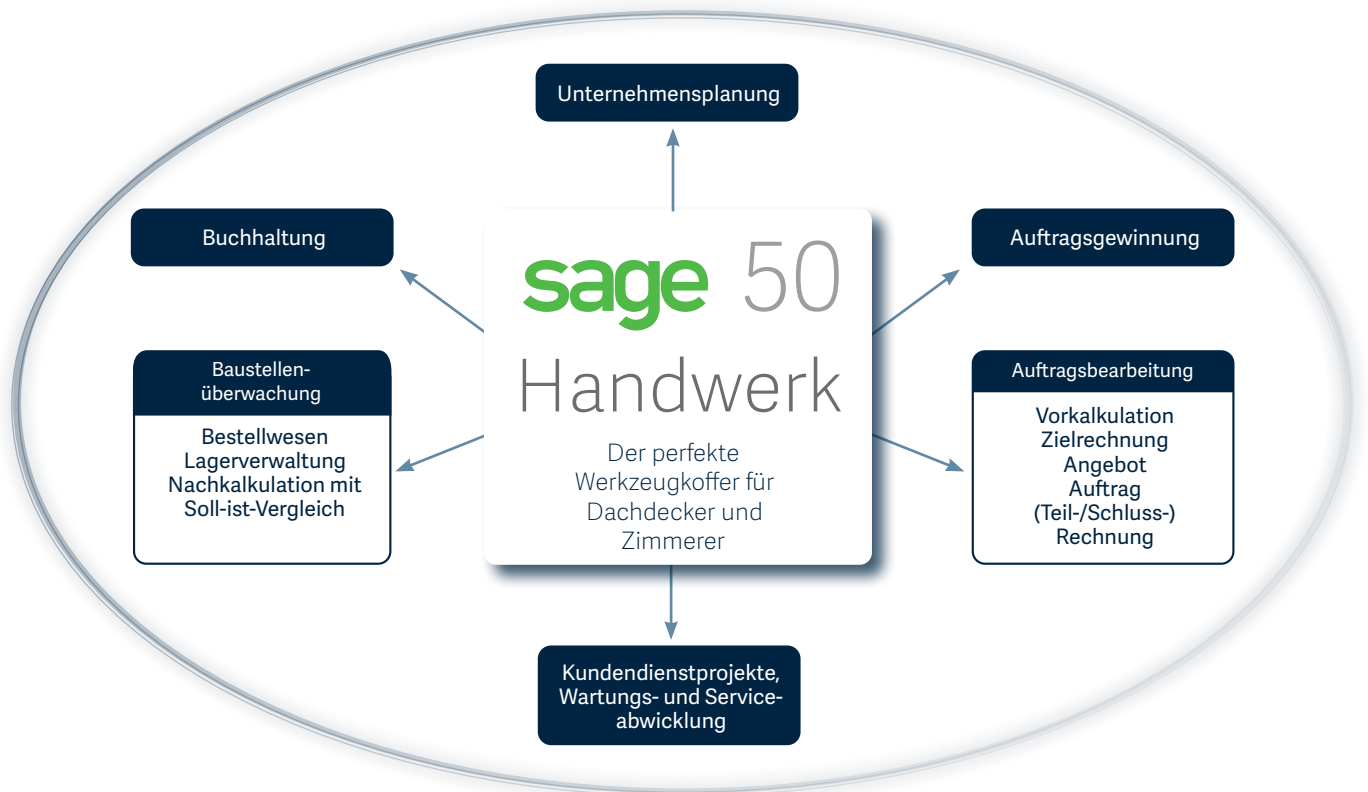 Unternehmensplanung
Buchhaltung
Auftragsgewinnung
sage 50
Handwerk
Der perfekte
Werkzeugkoffer für
Dachdecker und
Zimmerer
Baustellen-
überwachung
Bestellwesen
Lagerverwaltung
Nachkalkulation mit
Soll-ist-Vergleich
Auftragsbearbeitung
Vorkalkulation
Zielrechnung
Angebot
Auftrag
(Teil-/Schluss-)
Rechnung
Kundendienstprojekte,
Wartungs- und Service-
abwicklung